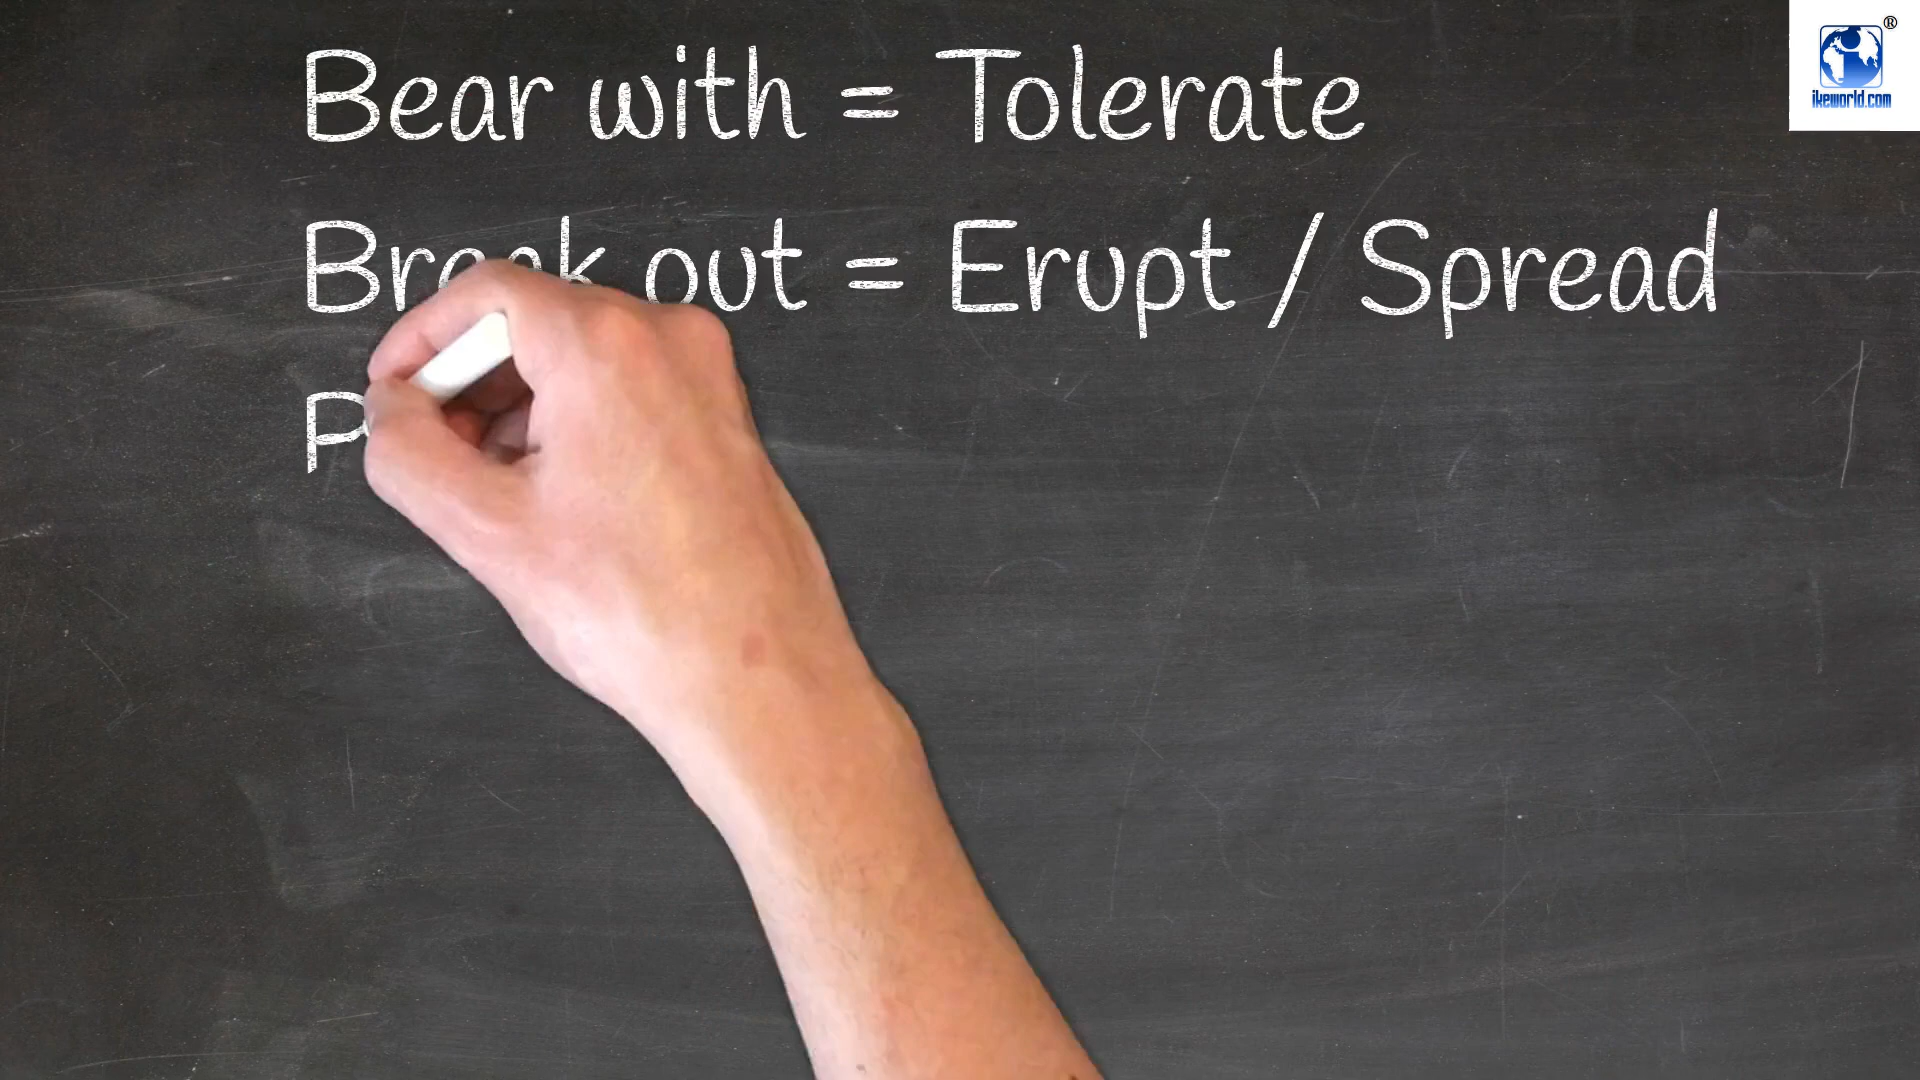 Bear with = Tolerate
Break out = Erupt / Spread
ikeworld.com ®